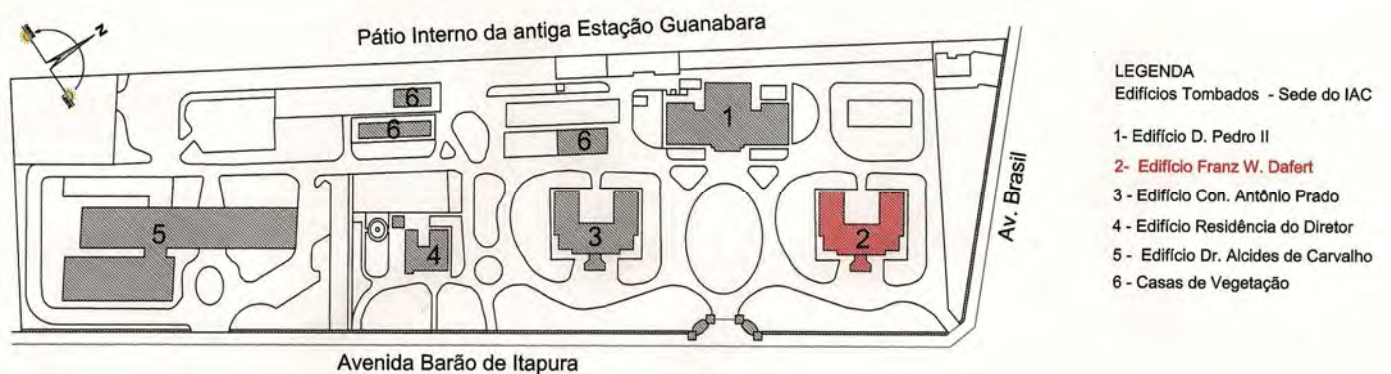 Pátio Interno da antiga Estação Guanabara
N
6
6
6
1
5
4
3
2
Av. Brasil
Avenida Barão de Itapura
LEGENDA
Edifícios Tombados - Sede do IAC
1- Edifício D. Pedro II
2- Edifício Franz W. Dafert
3 - Edifício Con. Antônio Prado
4 - Edifício Residência do Diretor
5 - Edifício Dr. Alcides de Carvalho
6 - Casas de Vegetação